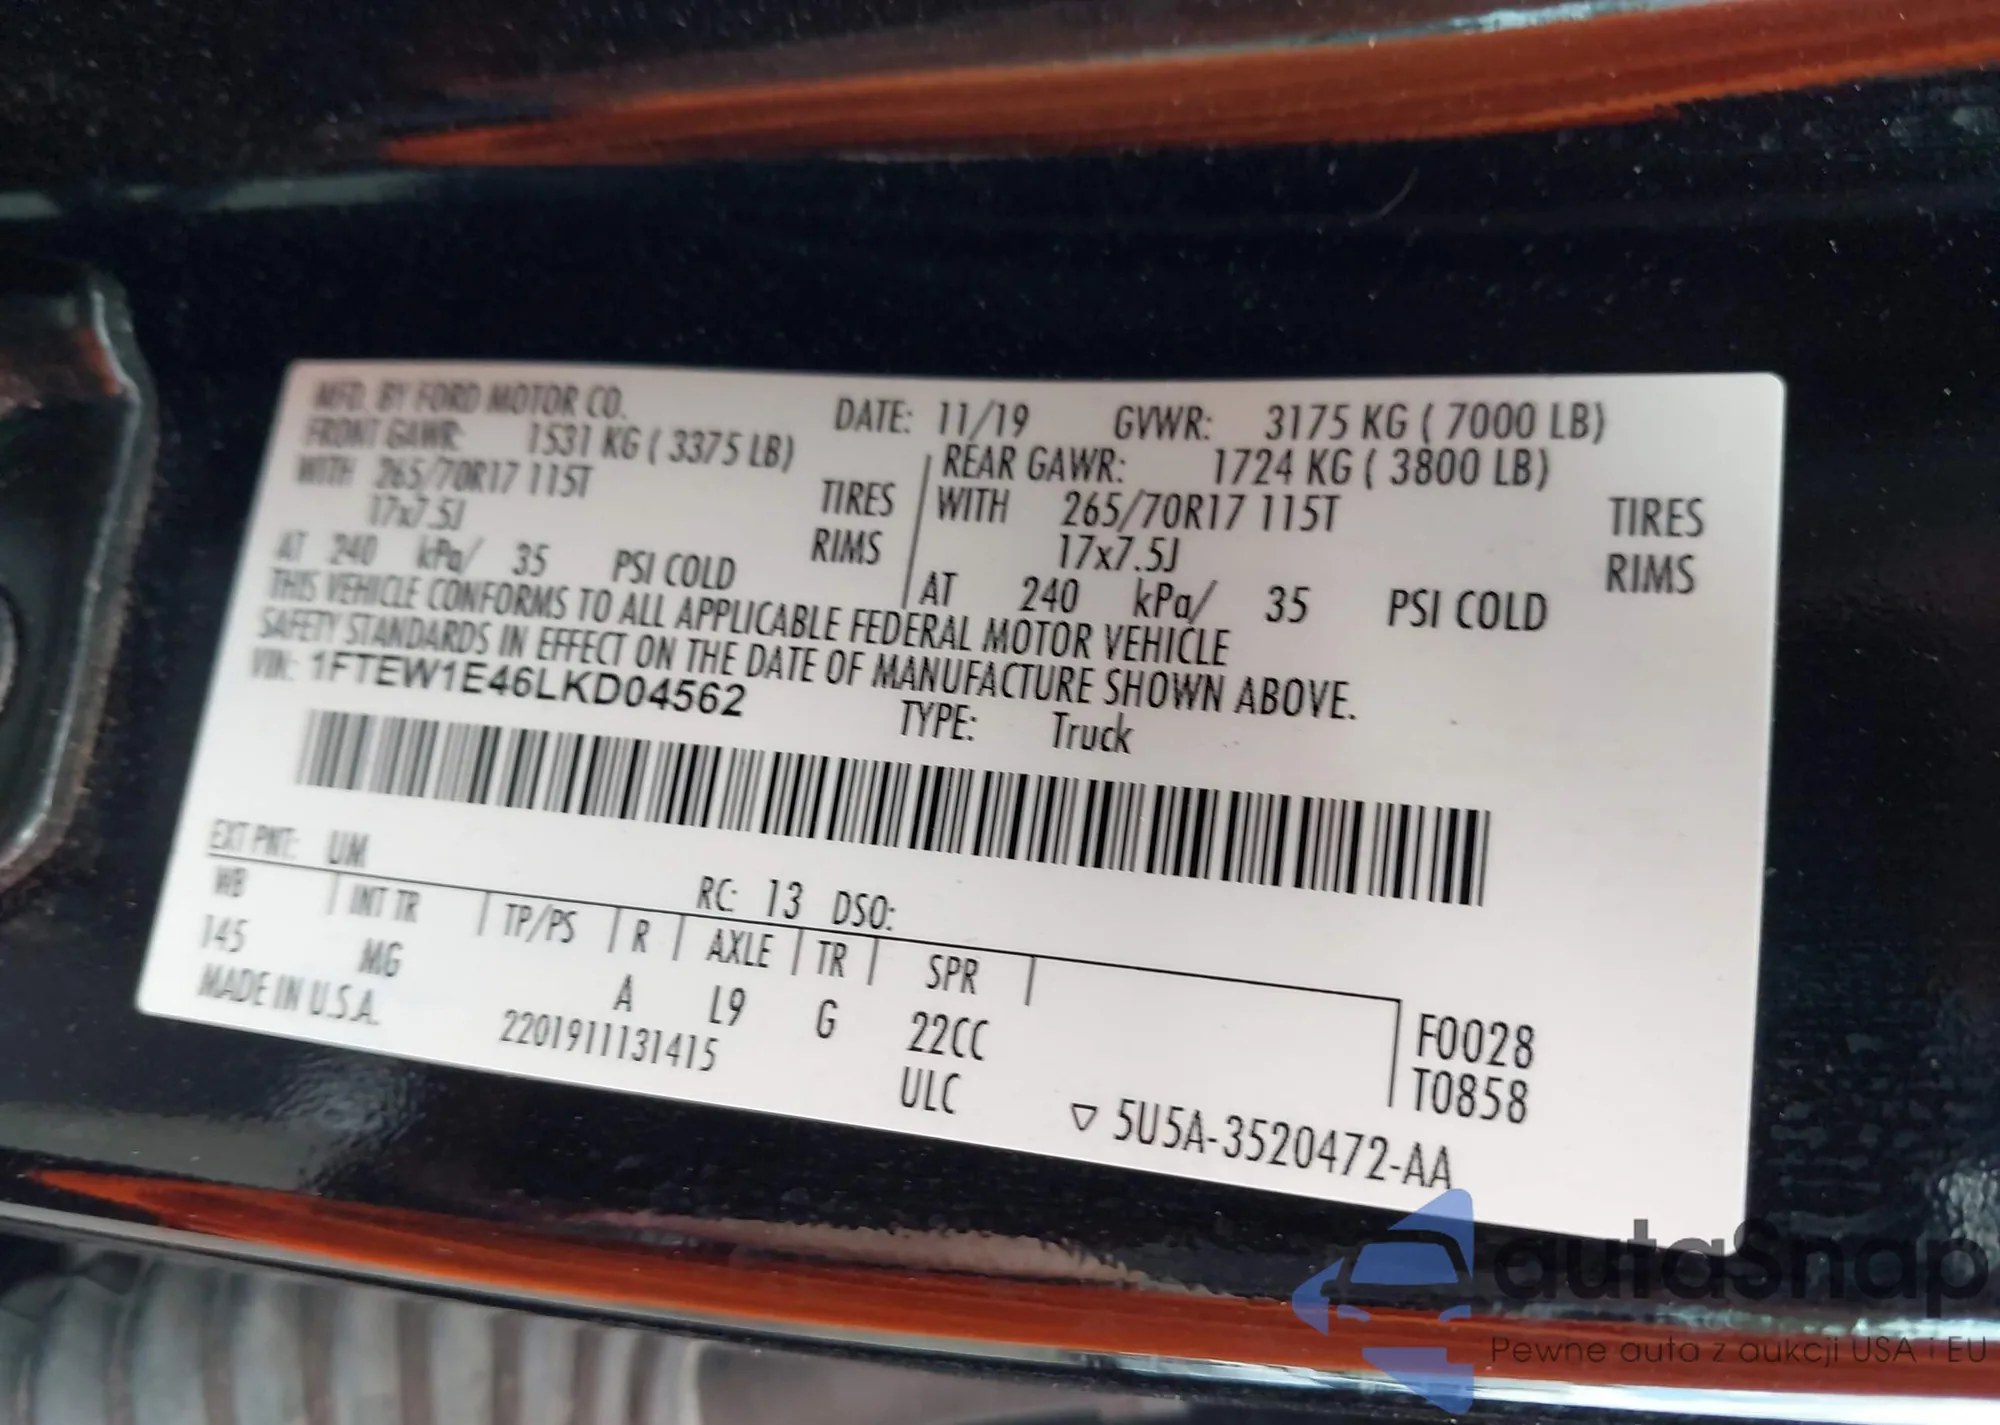 MFD. BY FORD MOTOR CO. DATE: 11/19 GVWR: 3175 KG ( 7000 LB)
FRONT GAWR: 1531 KG ( 3375 LB) REAR GAWR: 1724 KG ( 3800 LB)
WITH 265/70R17 115T TIRES WITH 265/70R17 115T TIRES
17x7.5J RIMS 17x7.5J RIMS
AT 240 kPa/ 35 PSI COLD AT 240 kPa/ 35 PSI COLD
THIS VEHICLE CONFORMS TO ALL APPLICABLE FEDERAL MOTOR VEHICLE
SAFETY STANDARDS IN EFFECT ON THE DATE OF MANUFACTURE SHOWN ABOVE.
VIN: 1FTEW1E46LKD04562 TYPE: Truck
EXT PNT: UM RC: 13 DSO:
WB INT TR TP/PS R AXLE TR SPR
145 MG A L9 G 22CC F0028
MADE IN U.S.A. 2201911131415 ULC T0858
▽ 5U5A-3520472-AA
autaSnap
Pewne auta z aukcji USA i EU